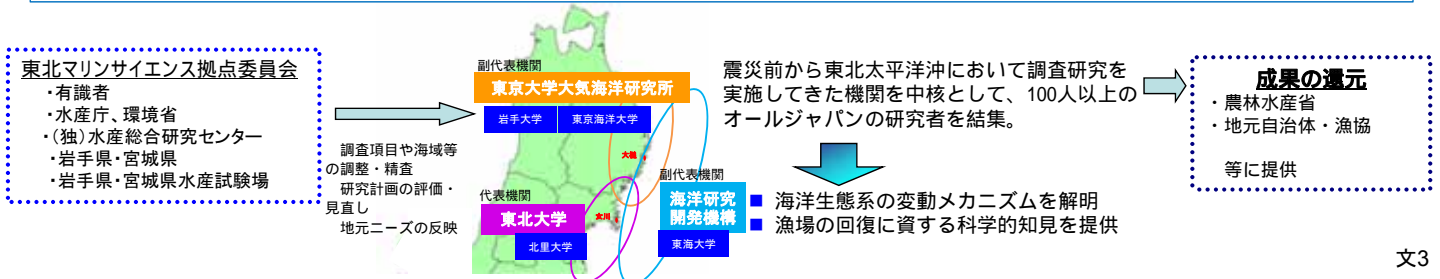 東北マリンサイエンス拠点委員会
・有識者
・水産庁、環境省
・(独)水産総合研究センター
・岩手県・宮城県
・岩手県・宮城県水産試験場
調査項目や海域等
の調整・精査
研究計画の評価・
見直し
地元ニーズの反映
副代表機関
東京大学大気海洋研究所
岩手大学
東京海洋大学
大槌
代表機関
東北大学
北里大学
女川
副代表機関
海洋研究
開発機構
東海大学
震災前から東北太平洋沖において調査研究を
実施してきた機関を中核として、100人以上の
オールジャパンの研究者を結集。
■ 海洋生態系の変動メカニズムを解明
■ 漁場の回復に資する科学的知見を提供
成果の還元
・農林水産省
・地元自治体・漁協
等に提供
文3